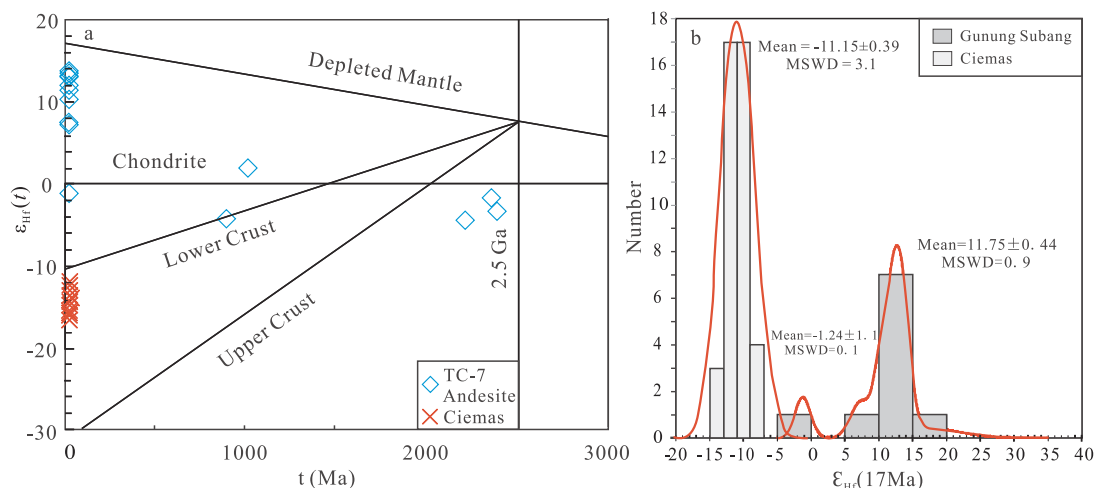 a
20
10
0
-10
-20
-30
εHf(t)
Depleted Mantle
Chondrite
Lower Crust
Upper Crust
2.5 Ga
TC-7
Andesite
Ciemas
0
1000
2000
3000
t (Ma)
b
18
16
14
12
10
8
6
4
2
0
Number
Mean = -11.15±0.39
MSWD = 3.1
Gunung Subang
Ciemas
Mean=11.75±0.44
MSWD=0.9
Mean=-1.24±1.1
MSWD=0.1
-20 -15 -10 -5 0 5 10 15 20 25 30 35 40
εHf(17Ma)